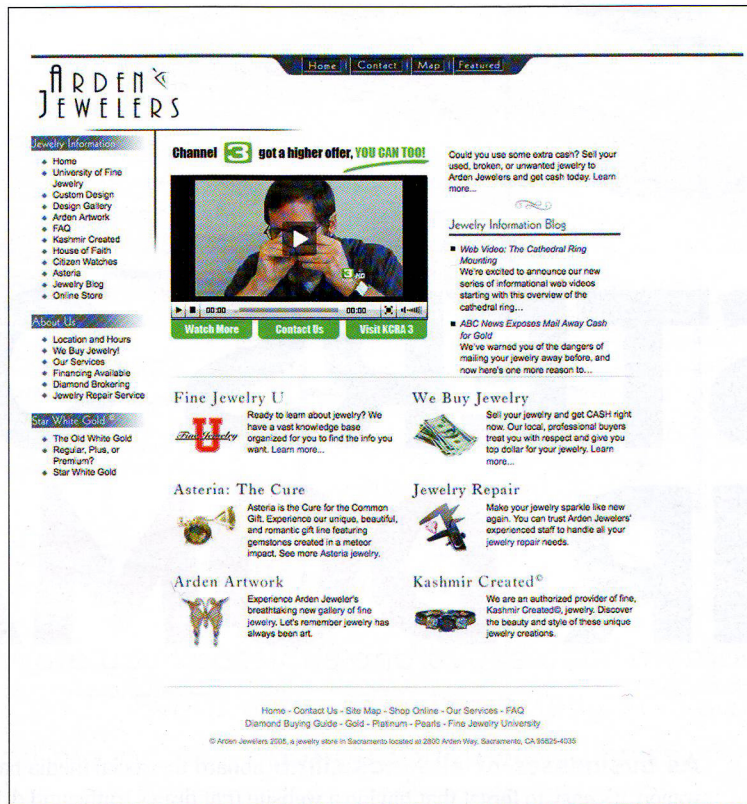 Home | Contact | Map | Featured
ARDEN
JEWELERS
Jewelry Information
Home
University of Fine
Jewelry
Custom Design
Design Gallery
Arden Artwork
FAQ
Kashmir Created
House of Faith
Citizen Watches
Asteria
Jewelry Blog
Online Store
About Us
Location and Hours
We Buy Jewelry!
Our Services
Financing Available
Diamond Brokering
Jewelry Repair Service
Star White Gold ©
The Old White Gold
Regular, Plus, or
Premium?
Star White Gold
Channel 3 got a higher offer, YOU CAN TOO!
3 HD
00:00 00:00
Watch More Contact Us Visit KCRA 3
Could you use some extra cash? Sell your
used, broken, or unwanted jewelry to
Arden Jewelers and get cash today. Learn
more...
Jewelry Information Blog
Web Video: The Cathedral Ring
Mounting
We're excited to announce our new
series of informational web videos
starting with this overview of the
cathedral ring...
ABC News Exposes Mail Away Cash
for Gold
We've warned you of the dangers of
mailing your jewelry away before, and
now here's one more reason to...
Fine Jewelry U
U
Fine Jewelry
Ready to learn about jewelry? We
have a vast knowledge base
organized for you to find the info you
want. Learn more...
We Buy Jewelry
Sell your jewelry and get CASH right
now. Our local, professional buyers
treat you with respect and give you
top dollar for your jewelry. Learn
more...
Asteria: The Cure
Asteria is the Cure for the Common
Gift. Experience our unique, beautiful,
and romantic gift line featuring
gemstones created in a meteor
impact. See more Asteria jewelry.
Jewelry Repair
Make your jewelry sparkle like new
again. You can trust Arden Jewelers'
experienced staff to handle all your
jewelry repair needs.
Arden Artwork
Experience Arden Jeweler's
breathtaking new gallery of fine
jewelry. Let's remember jewelry has
always been art.
Kashmir Created©
We are an authorized provider of fine,
Kashmir Created©, jewelry. Discover
the beauty and style of these unique
jewelry creations.
Home - Contact Us - Site Map - Shop Online - Our Services - FAQ
Diamond Buying Guide - Gold - Platinum - Pearls - Fine Jewelry University
© Arden Jewelers 2005, a jewelry store in Sacramento located at 2800 Arden Way, Sacramento, CA 95825-4035